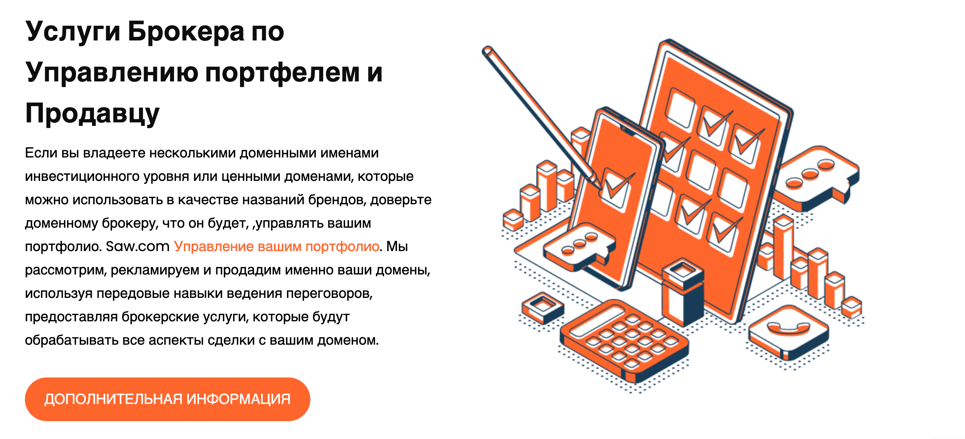 Услуги Брокера по
Управлению портфелем и
Продавцу
Если вы владеете несколькими доменными именами
инвестиционного уровня или ценными доменами, которые
можно использовать в качестве названий брендов, доверьте
доменному брокеру, что он будет, ,управлять вашим
портфолио. Saw.com Управление вашим портфолио. Мы
рассмотрим, рекламируем и продадим именно ваши домены,
используя передовые навыки ведения переговоров,
предоставляя брокерские услуги, которые будут
обрабатывать все аспекты сделки с вашим доменом.
ДОПОЛНИТЕЛЬНАЯ ИНФОРМАЦИЯ